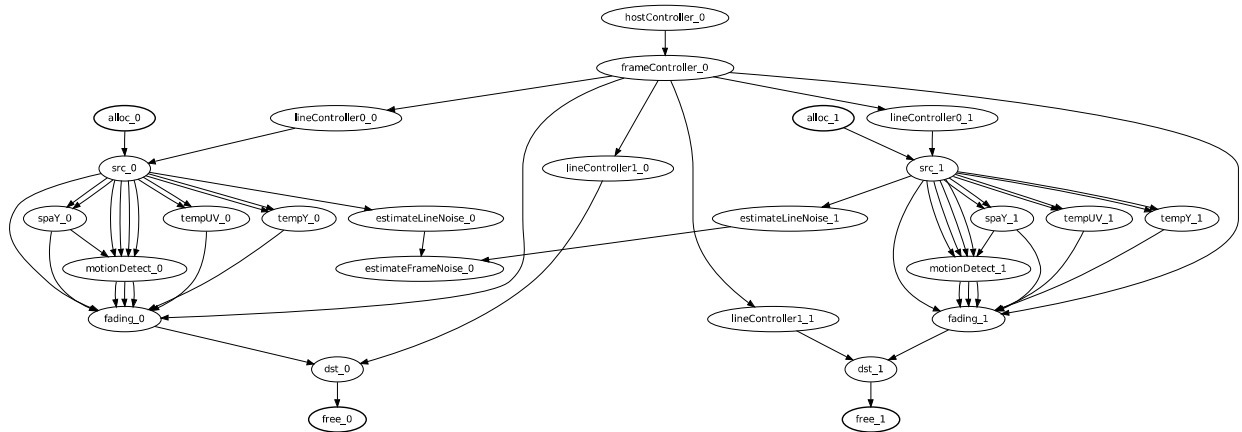 hostController_0
frameController_0
alloc_0
lineController0_0
alloc_1
lineController0_1
src_0
lineController1_0
src_1
spaY_0
tempUV_0
tempY_0
estimateLineNoise_0
estimateLineNoise_1
spaY_1
tempUV_1
tempY_1
motionDetect_0
estimateFrameNoise_0
motionDetect_1
fading_0
lineController1_1
fading_1
dst_0
dst_1
free_0
free_1